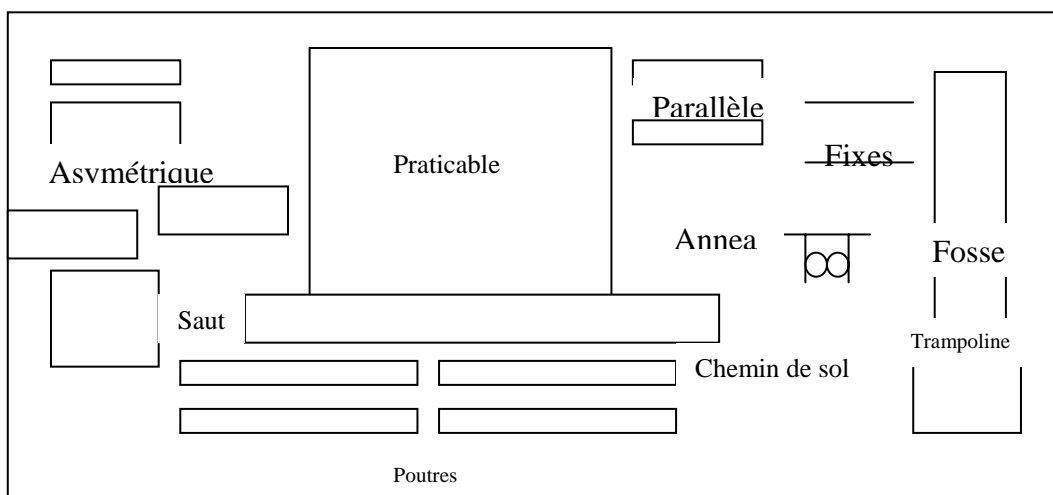 Parallèle
Praticable
Fixes
Asymétrique
Annea
Fosse
Saut
Trampoline
Chemin de sol
Poutres